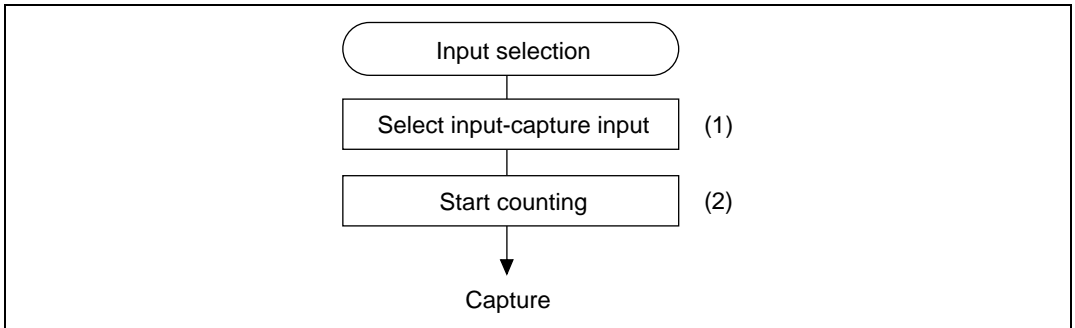 Input selection
Select input-capture input (1)
Start counting (2)
Capture